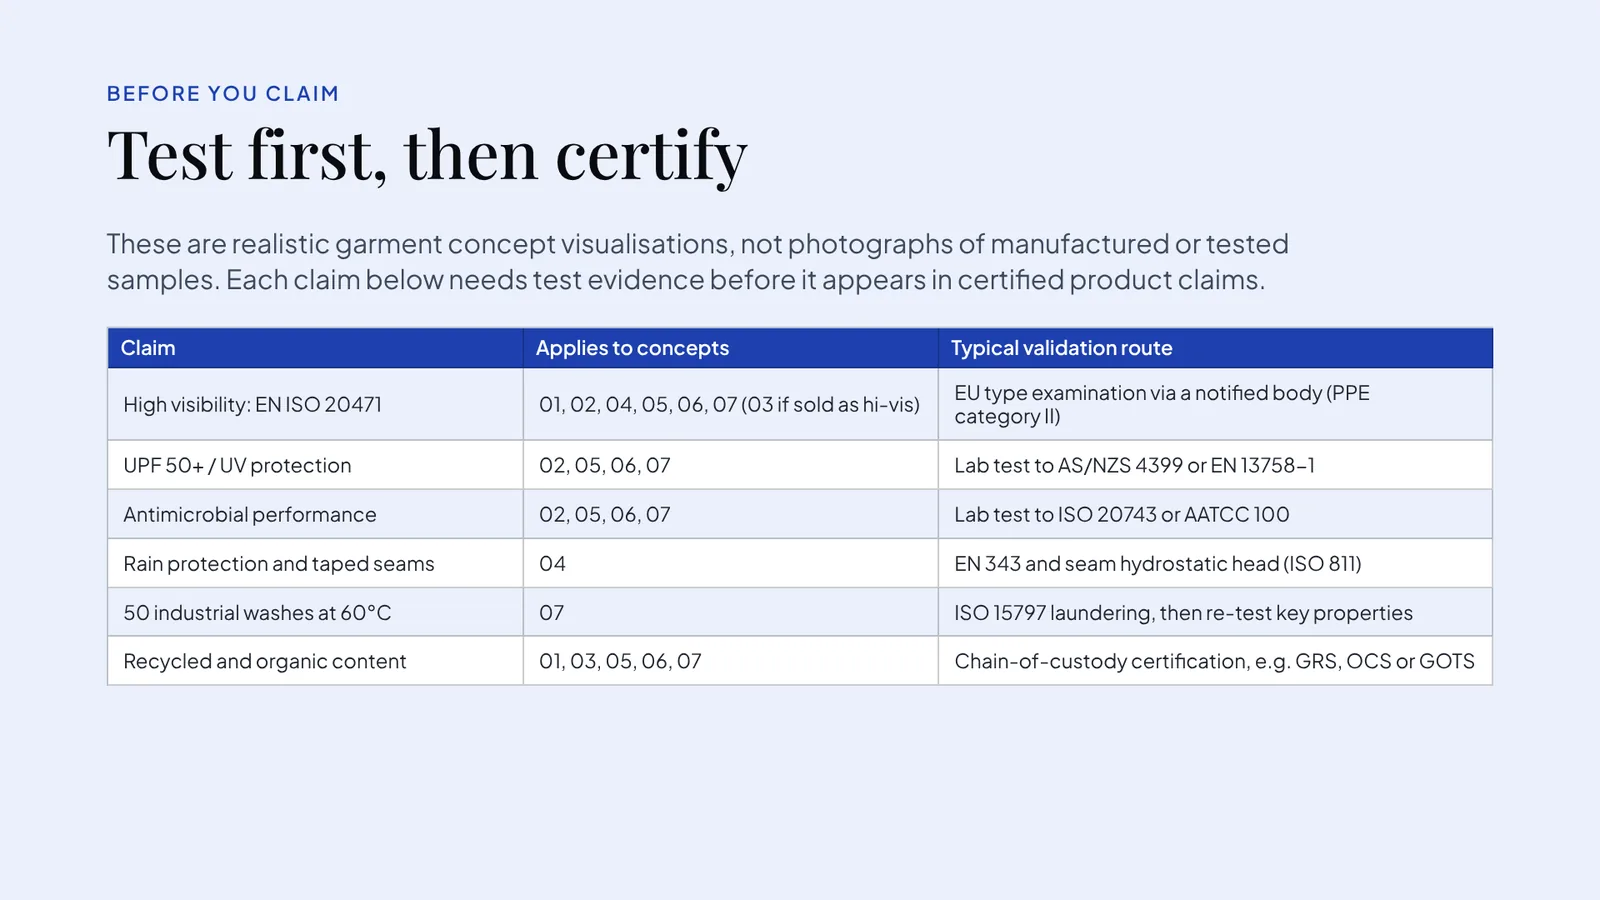 BEFORE YOU CLAIM
Test first, then certify
These are realistic garment concept visualisations, not photographs of manufactured or tested
samples. Each claim below needs test evidence before it appears in certified product claims.
Claim
Applies to concepts
Typical validation route
High visibility: EN ISO 20471
01, 02, 04, 05, 06, 07 (03 if sold as hi-vis)
EU type examination via a notified body (PPE
category II)
UPF 50+ / UV protection
02, 05, 06, 07
Lab test to AS/NZS 4399 or EN 13758–1
Antimicrobial performance
02, 05, 06, 07
Lab test to ISO 20743 or AATCC 100
Rain protection and taped seams
04
EN 343 and seam hydrostatic head (ISO 811)
50 industrial washes at 60°C
07
ISO 15797 laundering, then re-test key properties
Recycled and organic content
01, 03, 05, 06, 07
Chain-of-custody certification, e.g. GRS, OCS or GOTS